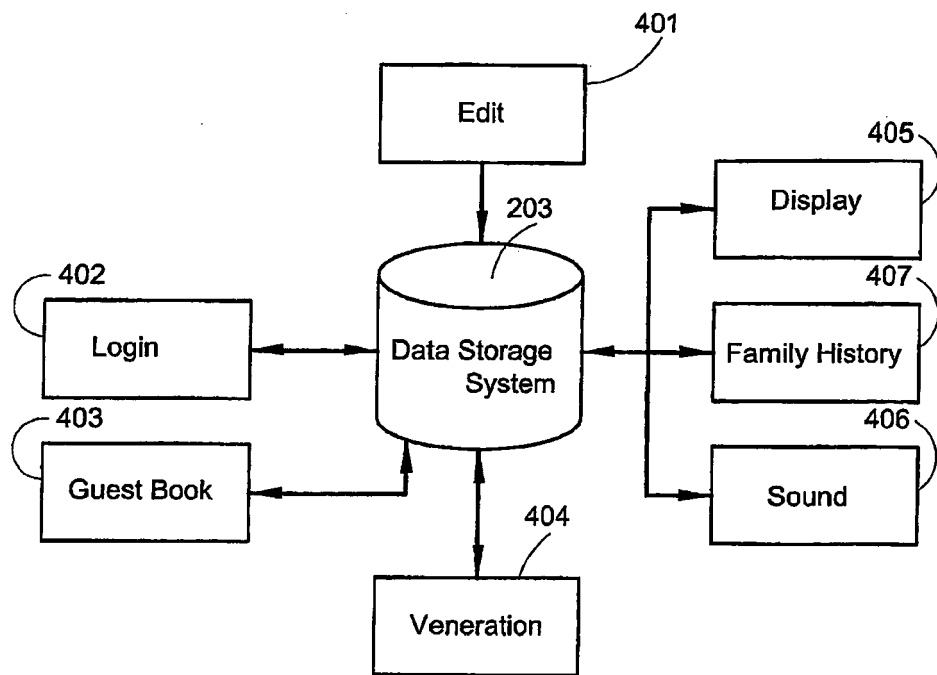 401
Edit
405
Display
203
402
Login
Data Storage
System
407
Family History
403
Guest Book
406
Sound
404
Veneration